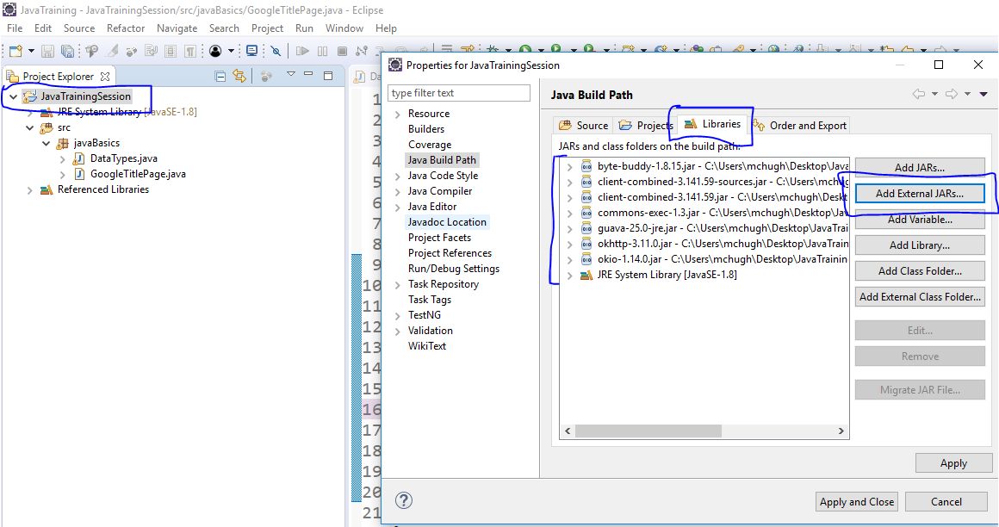 JavaTraining - JavaTrainingSession/src/javaBasics/GoogleTitlePage.java - Eclipse
File Edit Source Refactor Navigate Search Project Run Window Help
Project Explorer
JavaTrainingSession
JRE System Library [JavaSE-1.8]
src
javaBasics
DataTypes.java
GoogleTitlePage.java
Referenced Libraries
Da
1
2
3
4
5
6
7
8
9
10
11
12
13
14
15
16
17
18
19
20
21
Properties for JavaTrainingSession
type filter text
Resource
Builders
Coverage
Java Build Path
Java Code Style
Java Compiler
Java Editor
Javadoc Location
Project Facets
Project References
Run/Debug Settings
Task Repository
Task Tags
TestNG
Validation
WikiText
Java Build Path
Source Projects Libraries Order and Export
JARs and class folders on the build path:
byte-buddy-1.8.15.jar - C:\Users\mchugh\Desktop\Java
client-combined-3.141.59-sources.jar - C:\Users\mchug
client-combined-3.141.59.jar - C:\Users\mchugh\Deskt
commons-exec-1.3.jar - C:\Users\mchugh\Desktop\Jav
guava-25.0-jre.jar - C:\Users\mchugh\Desktop\JavaTrai
okhttp-3.11.0.jar - C:\Users\mchugh\Desktop\JavaTrain
okio-1.14.0.jar - C:\Users\mchugh\Desktop\JavaTrainin
JRE System Library [JavaSE-1.8]
Add JARs...
Add External JARs...
Add Variable...
Add Library...
Add Class Folder...
Add External Class Folder...
Edit...
Remove
Migrate JAR File...
Apply
?
Apply and Close Cancel